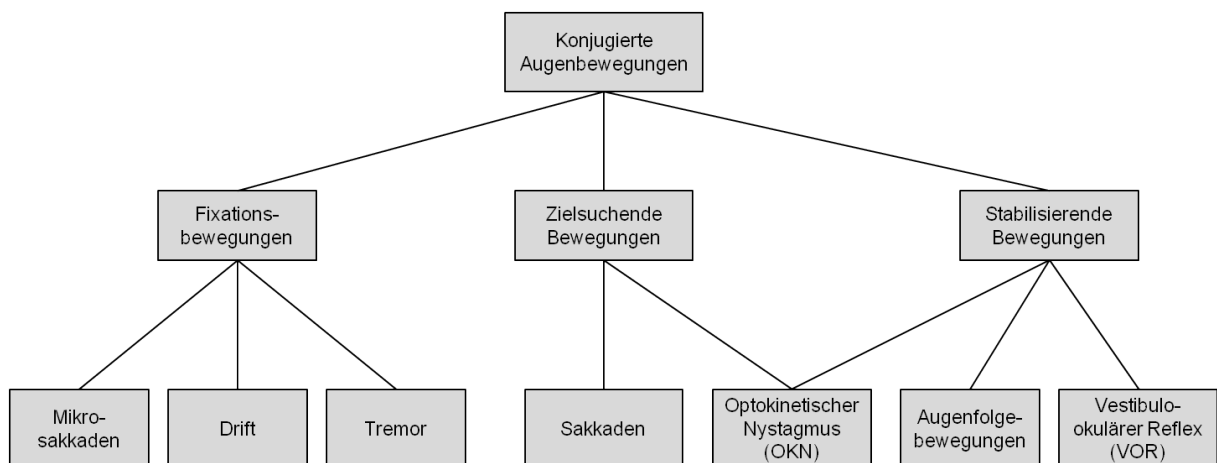 Konjugierte
Augenbewegungen
Fixations-
bewegungen
Zielsuchende
Bewegungen
Stabilisierende
Bewegungen
Mikro-
sakkaden
Drift
Tremor
Sakkaden
Optokinetischer
Nystagmus
(OKN)
Augenfolge-
bewegungen
Vestibulo-
okulärer Reflex
(VOR)